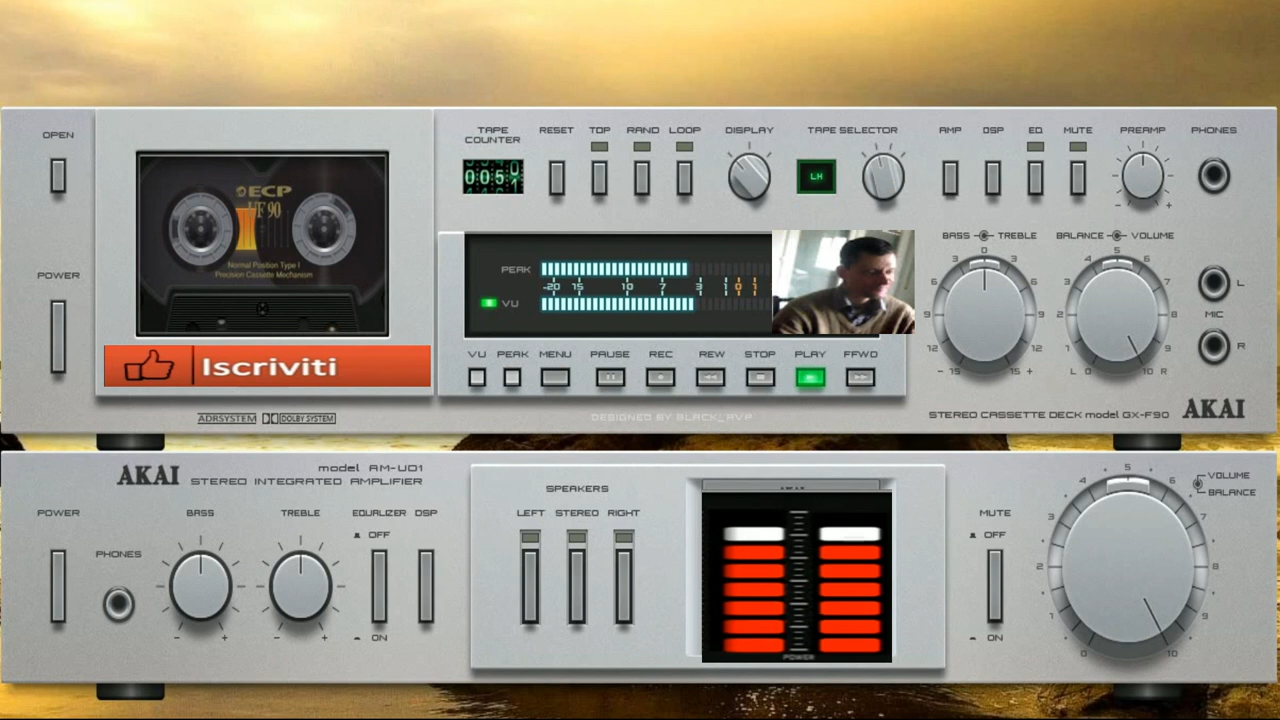 OPEN
TAPE COUNTER
RESET TOP RAND LOOP DISPLAY TAPE SELECTOR AMP DSP EQ MUTE PREAMP PHONES
005
LH
- +
ECP
UF 90
Normal Position Type I
Precision Cassette Mechanism
POWER
BASS TREBLE BALANCE VOLUME
PEAK
-20 15 10 7 3 1 0 1
VU
3 0 3
6 6
9 9
12 12
- 15 15 +
4 5 6
3 7
2 8
1 9
L 0 10 R
L
MIC
R
VU PEAK MENU PAUSE REC REW STOP PLAY FFWD
Iscriviti
ADRSYSTEM DOLBY SYSTEM
DESIGNED BY BLACK_RVP
STEREO CASSETTE DECK model GX-F90 AKAI
AKAI model AM-U01
STEREO INTEGRATED AMPLIFIER
POWER BASS TREBLE EQUALIZER DSP
OFF
PHONES
- + - +
ON
SPEAKERS
LEFT STEREO RIGHT
POWER
MUTE
OFF
ON
VOLUME
BALANCE
4 5 6
3 7
2 8
1 9
0 10